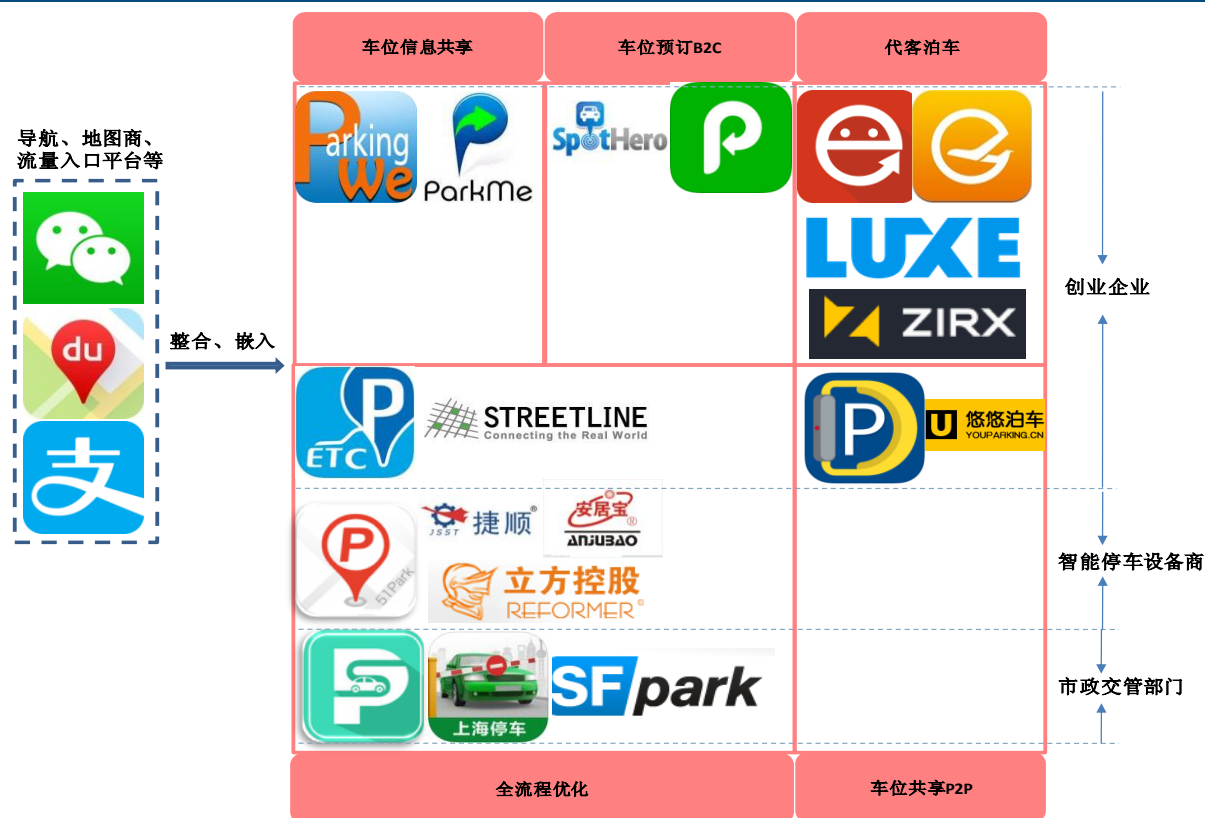 车位信息共享
车位预订B2C
代客泊车
导航、地图商、
流量入口平台等
Parking
We
ParkMe
SpotHero
P
e
LUXE
ZIRX
创业企业
du
整合、嵌入
支
P
ETC
STREETLINE
Connecting the Real World
P
U 悠悠泊车
YOUPARKING.CN
P
51Park
JSST 捷顺®
安居宝®
ANJUBAO
立方控股
REFORMER®
智能停车设备商
P
上海停车
SFpark
市政交管部门
全流程优化
车位共享P2P